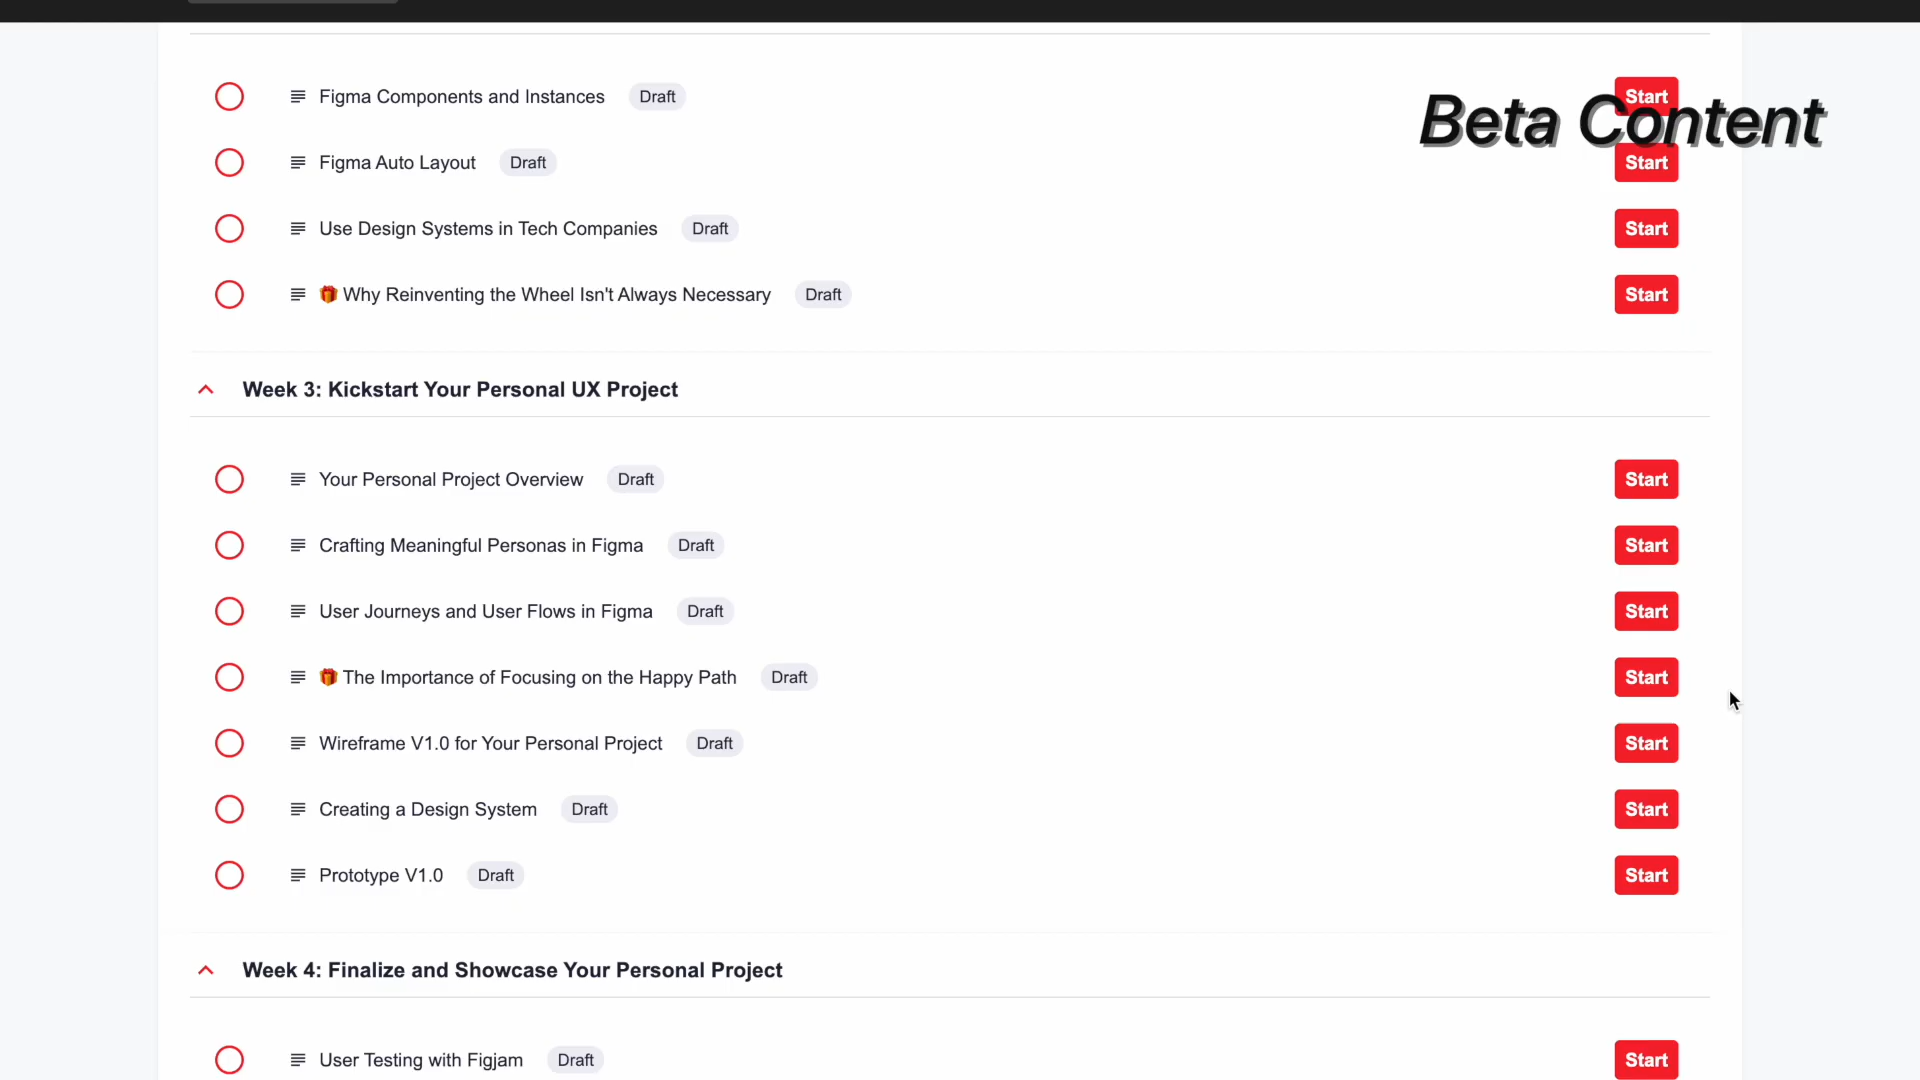 Figma Components and Instances Draft Start
Beta Content
Figma Auto Layout Draft Start
Use Design Systems in Tech Companies Draft Start
🎁 Why Reinventing the Wheel Isn't Always Necessary Draft Start
Week 3: Kickstart Your Personal UX Project
Your Personal Project Overview Draft Start
Crafting Meaningful Personas in Figma Draft Start
User Journeys and User Flows in Figma Draft Start
🎁 The Importance of Focusing on the Happy Path Draft Start
Wireframe V1.0 for Your Personal Project Draft Start
Creating a Design System Draft Start
Prototype V1.0 Draft Start
Week 4: Finalize and Showcase Your Personal Project
User Testing with Figjam Draft Start